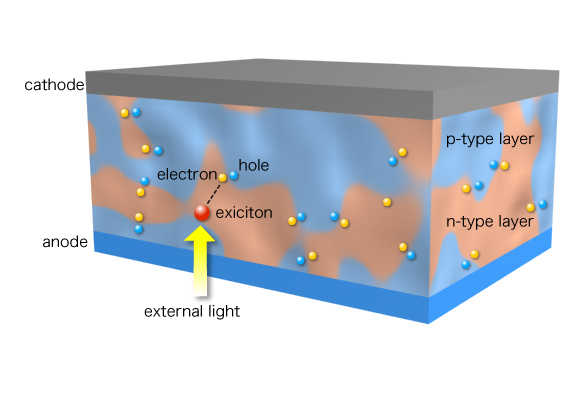 cathode
p-type layer
electron
hole
exiciton
n-type layer
anode
external light